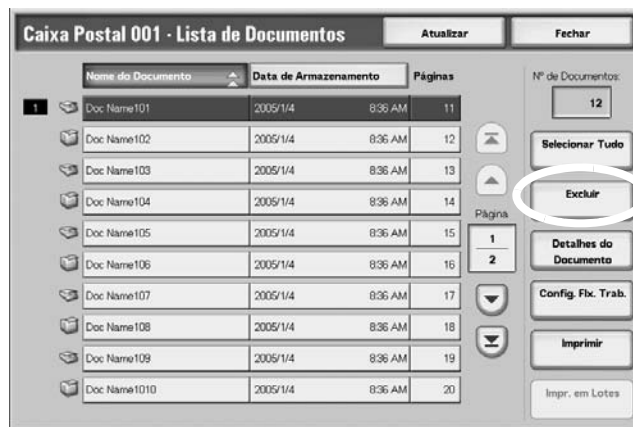 Caixa Postal 001 - Lista de Documentos
Atualizar
Fechar
Nome do Documento
Data de Armazenamento
Páginas
Nº de Documentos:
12
1 Doc Name101 2005/1/4 8:36 AM 11
Doc Name102 2005/1/4 8:36 AM 12
Doc Name103 2005/1/4 8:36 AM 13
Doc Name104 2005/1/4 8:36 AM 14
Doc Name105 2005/1/4 8:36 AM 15
Doc Name106 2005/1/4 8:36 AM 16
Doc Name107 2005/1/4 8:36 AM 17
Doc Name108 2005/1/4 8:36 AM 18
Doc Name109 2005/1/4 8:36 AM 19
Doc Name1010 2005/1/4 8:36 AM 20
Página
1
2
Selecionar Tudo
Excluir
Detalhes do
Documento
Config. Flx. Trab.
Imprimir
Impr. em Lotes